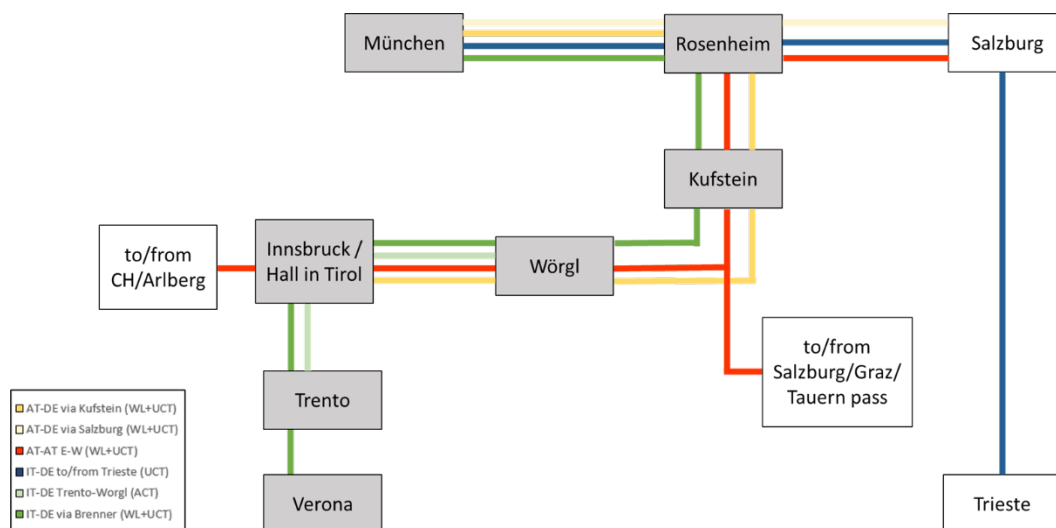 München
Rosenheim
Salzburg
Kufstein
to/from
CH/Arlberg
Innsbruck /
Hall in Tirol
Wörgl
to/from
Salzburg/Graz/
Tauern pass
Trento
Verona
Trieste
AT-DE via Kufstein (WL+UCT)
AT-DE via Salzburg (WL+UCT)
AT-AT E-W (WL+UCT)
IT-DE to/from Trieste (UCT)
IT-DE Trento-Worgl (ACT)
IT-DE via Brenner (WL+UCT)